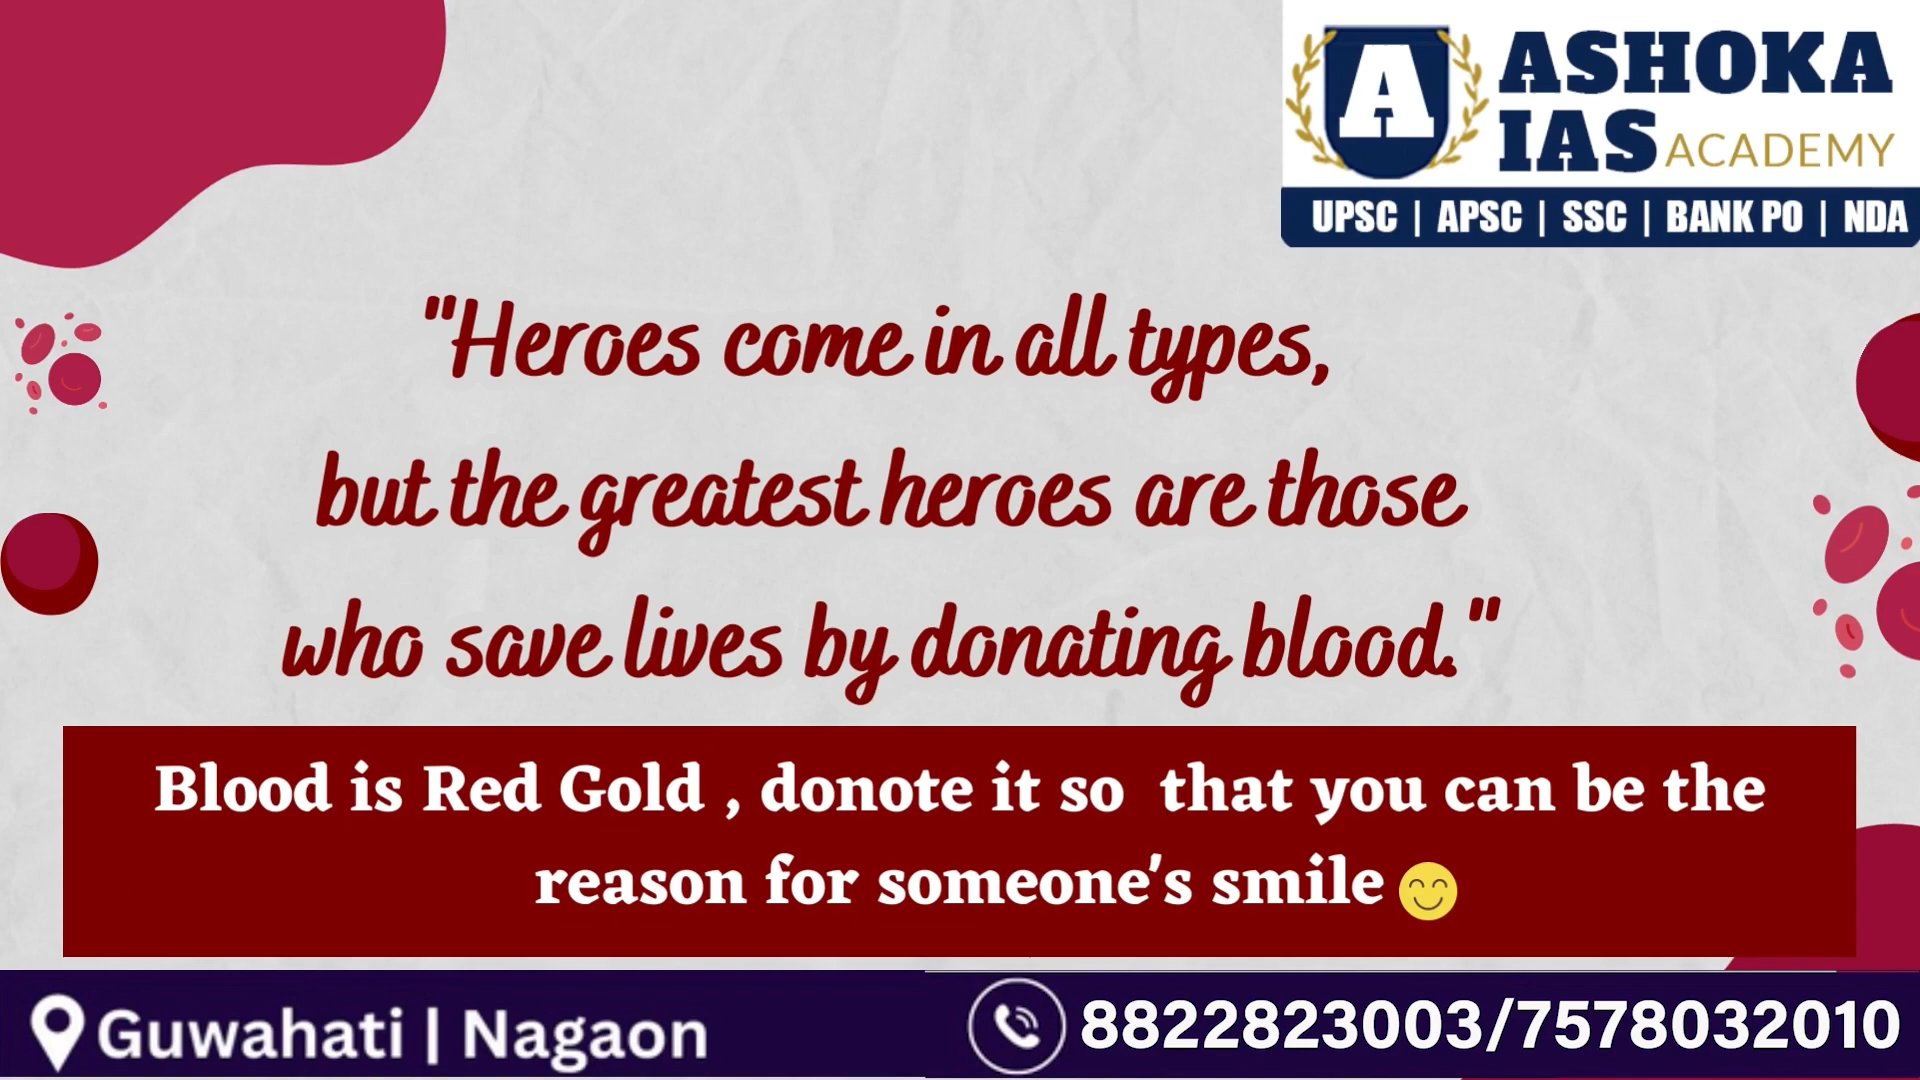 A
ASHOKA
IAS ACADEMY
UPSC | APSC | SSC | BANK PO | NDA
"Heroes come in all types,
but the greatest heroes are those
who save lives by donating blood."
Blood is Red Gold , donote it so that you can be the
reason for someone's smile 😊
Guwahati | Nagaon
8822823003/7578032010